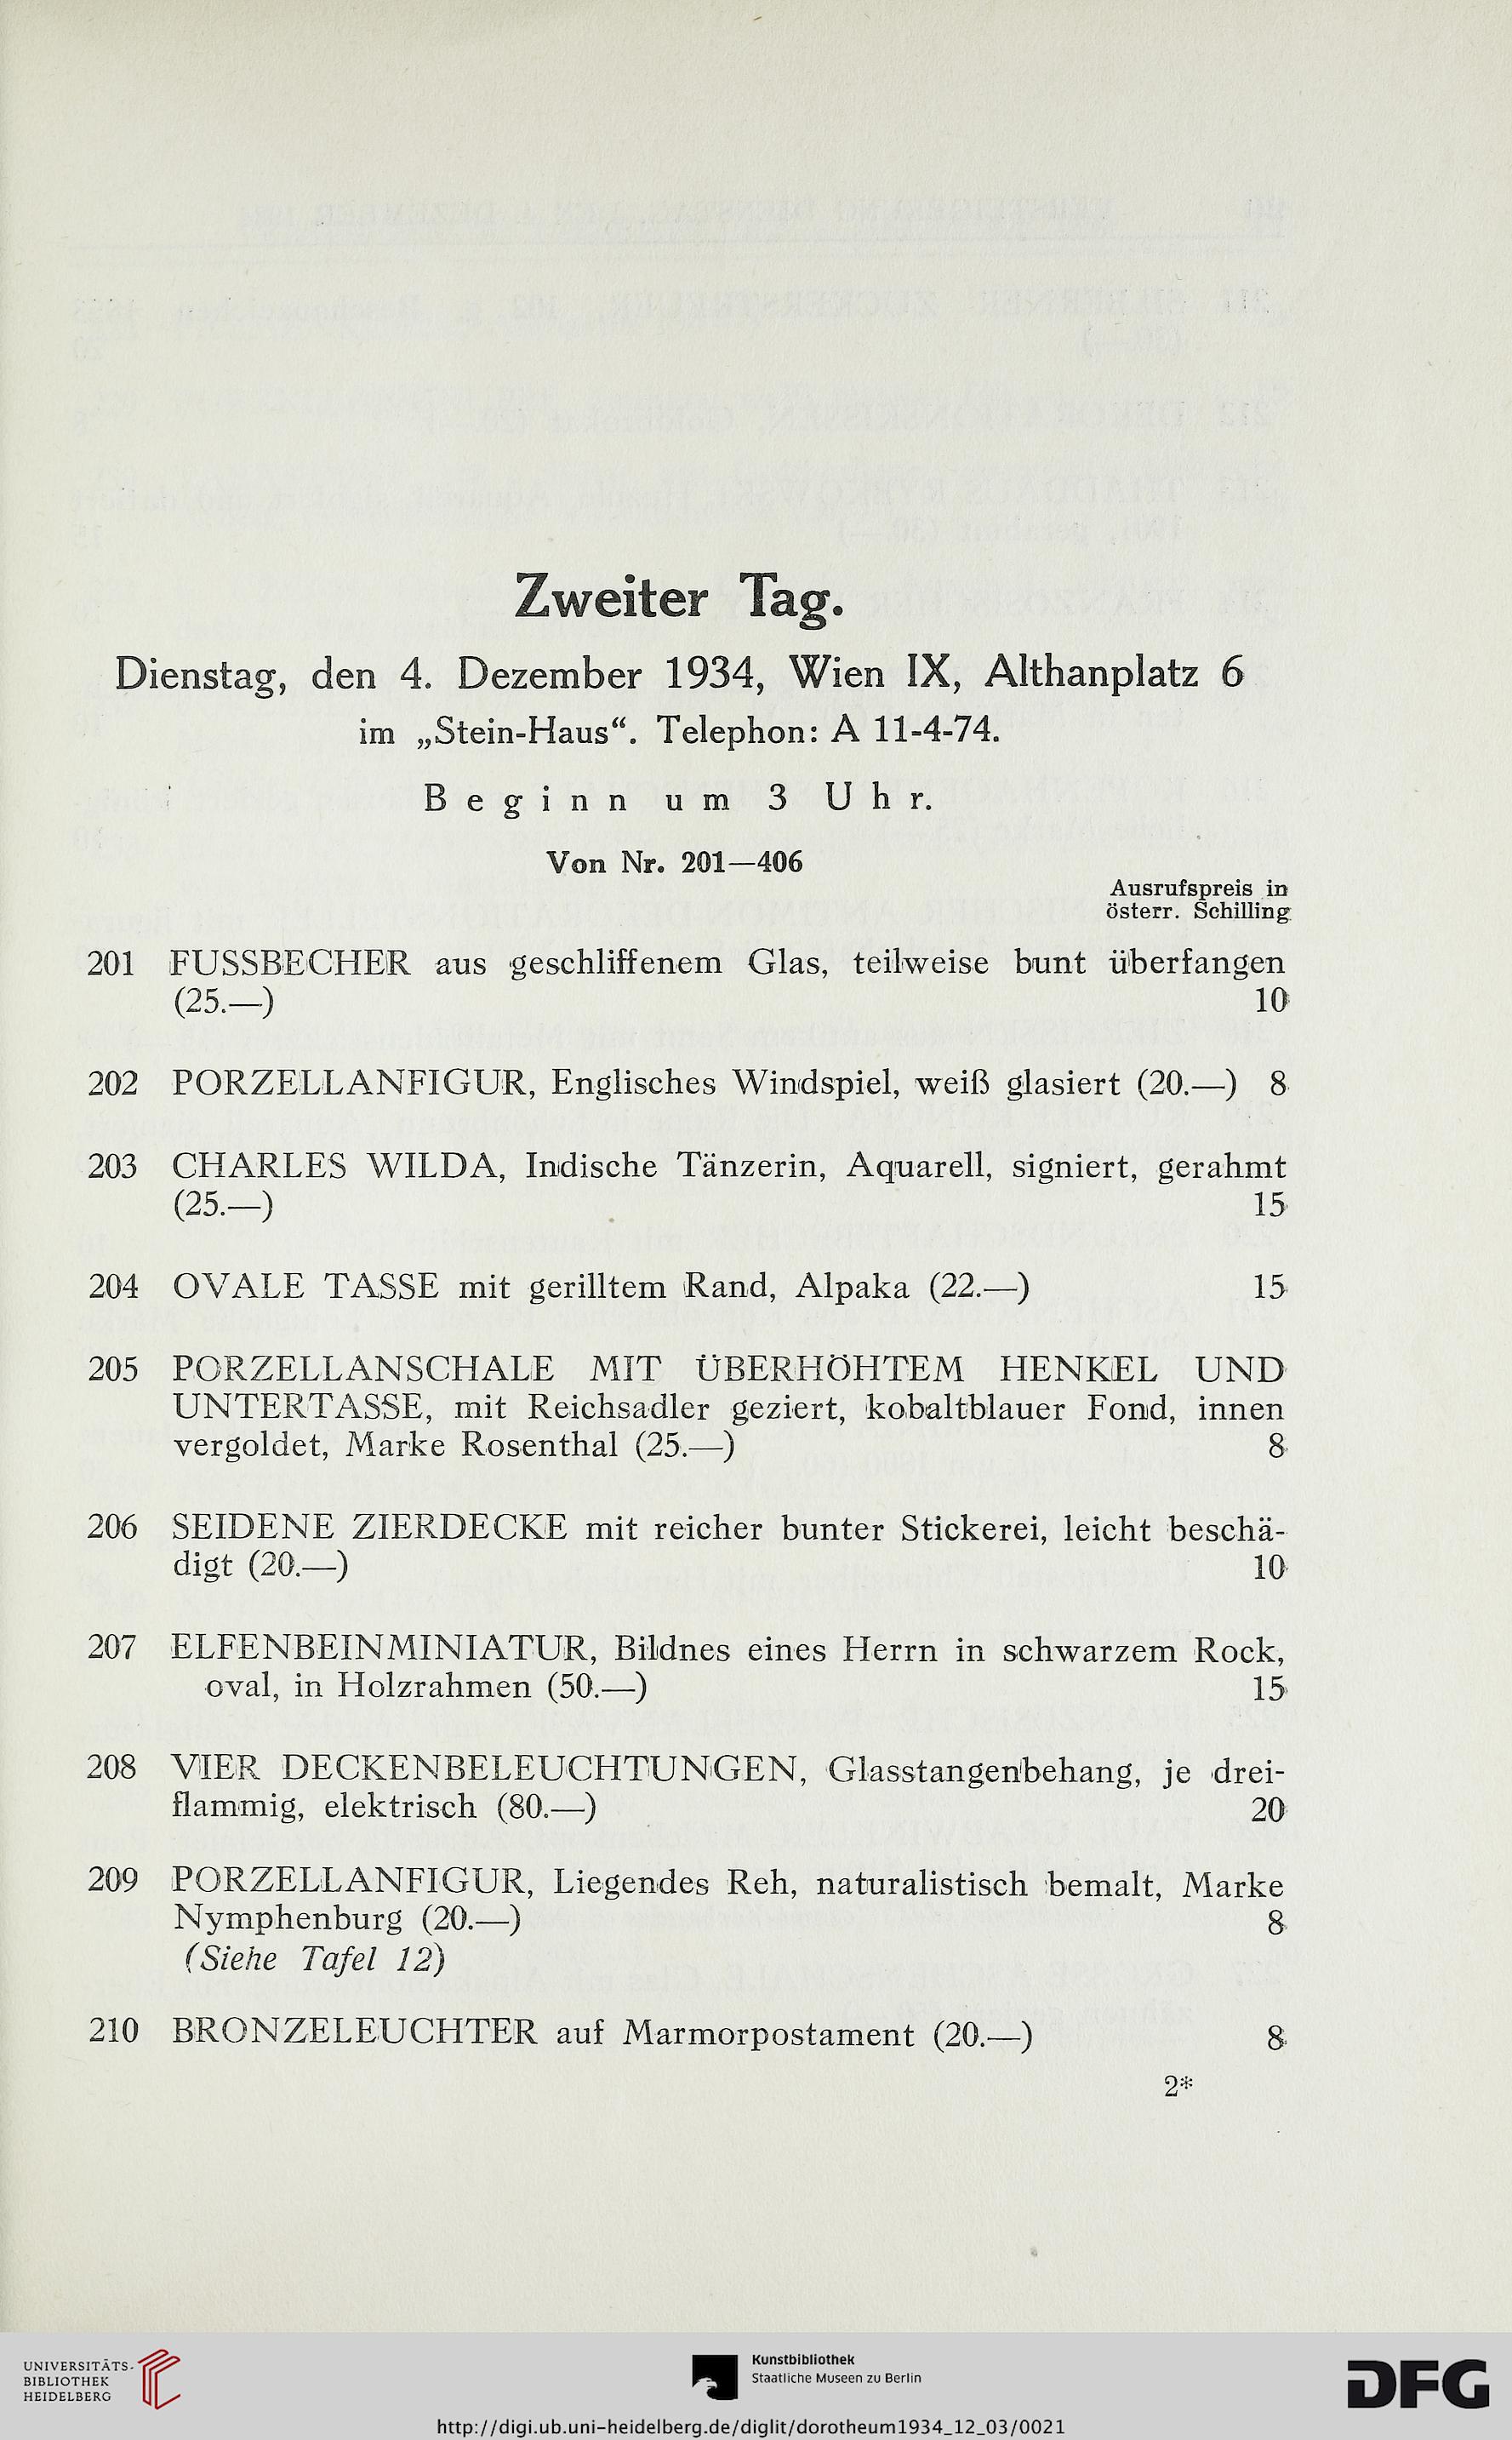 Zweiter Tag.
Dienstag, den 4. Dezember 1934, Wien IX, Althanplatz 6
im „Stein-Haus“. Telephon: A 11-4-74.
Beginn um 3 Uhr.
Von Nr. 201—406
Ausrufspreis in
österr. Schilling
201 FUSSBECHER aus geschliffenem Glas, teilweise bunt überfangen
(25.—) 10
202 PORZELLANFIGUR, Englisches Windspiel, weiß glasiert (20.—) 8
203 CHARLES WILDA, Indische Tänzerin, Aquarell, signiert, gerahmt
(25.—) 15
204 OVALE TASSE mit gerilltem Rand, Alpaka (22.—) 15
205 PORZELLANSCHALE MIT ÜBERHÖHTEM HENKEL UND
UNTERTASSE, mit Reichsadler geziert, kobaltblauer Fond, innen
vergoldet, Marke Rosenthal (25.—) 8
206 SEIDENE ZIERDECKE mit reicher bunter Stickerei, leicht beschä-
digt (20.—) 10
207 ELFENBEINMINIATUR, Bildnes eines Herrn in schwarzem Rock,
oval, in Holzrahmen (50.—) 15
208 VIER DECKENBELEUCHTUNGEN, Glasstangenbehang, je drei-
flammig, elektrisch (80.—) 20
209 PORZELLANFIGUR, Liegendes Reh, naturalistisch bemalt, Marke
Nymphenburg (20.—) 8
(Siehe Tafel 12)
210 BRONZELEUCHTER auf Marmorpostament (20.—) 8
2*
UNIVERSITÄTS-
BIBLIOTHEK
HEIDELBERG
Kunstbibliothek
Staatliche Museen zu Berlin
DFG
http://digi.ub.uni-heidelberg.de/diglit/dorotheum1934_12_03/0021